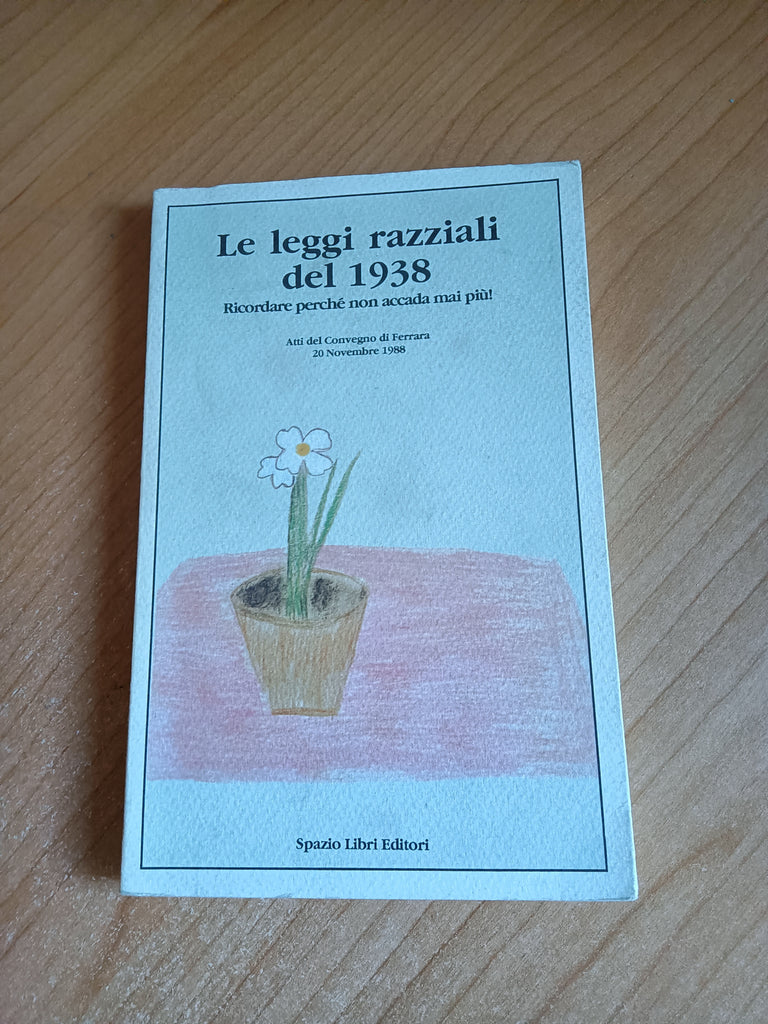 Le leggi razziali
del 1938
Ricordare perché non accada mai più!
Atti del Convegno di Ferrara
20 Novembre 1988
Spazio Libri Editori